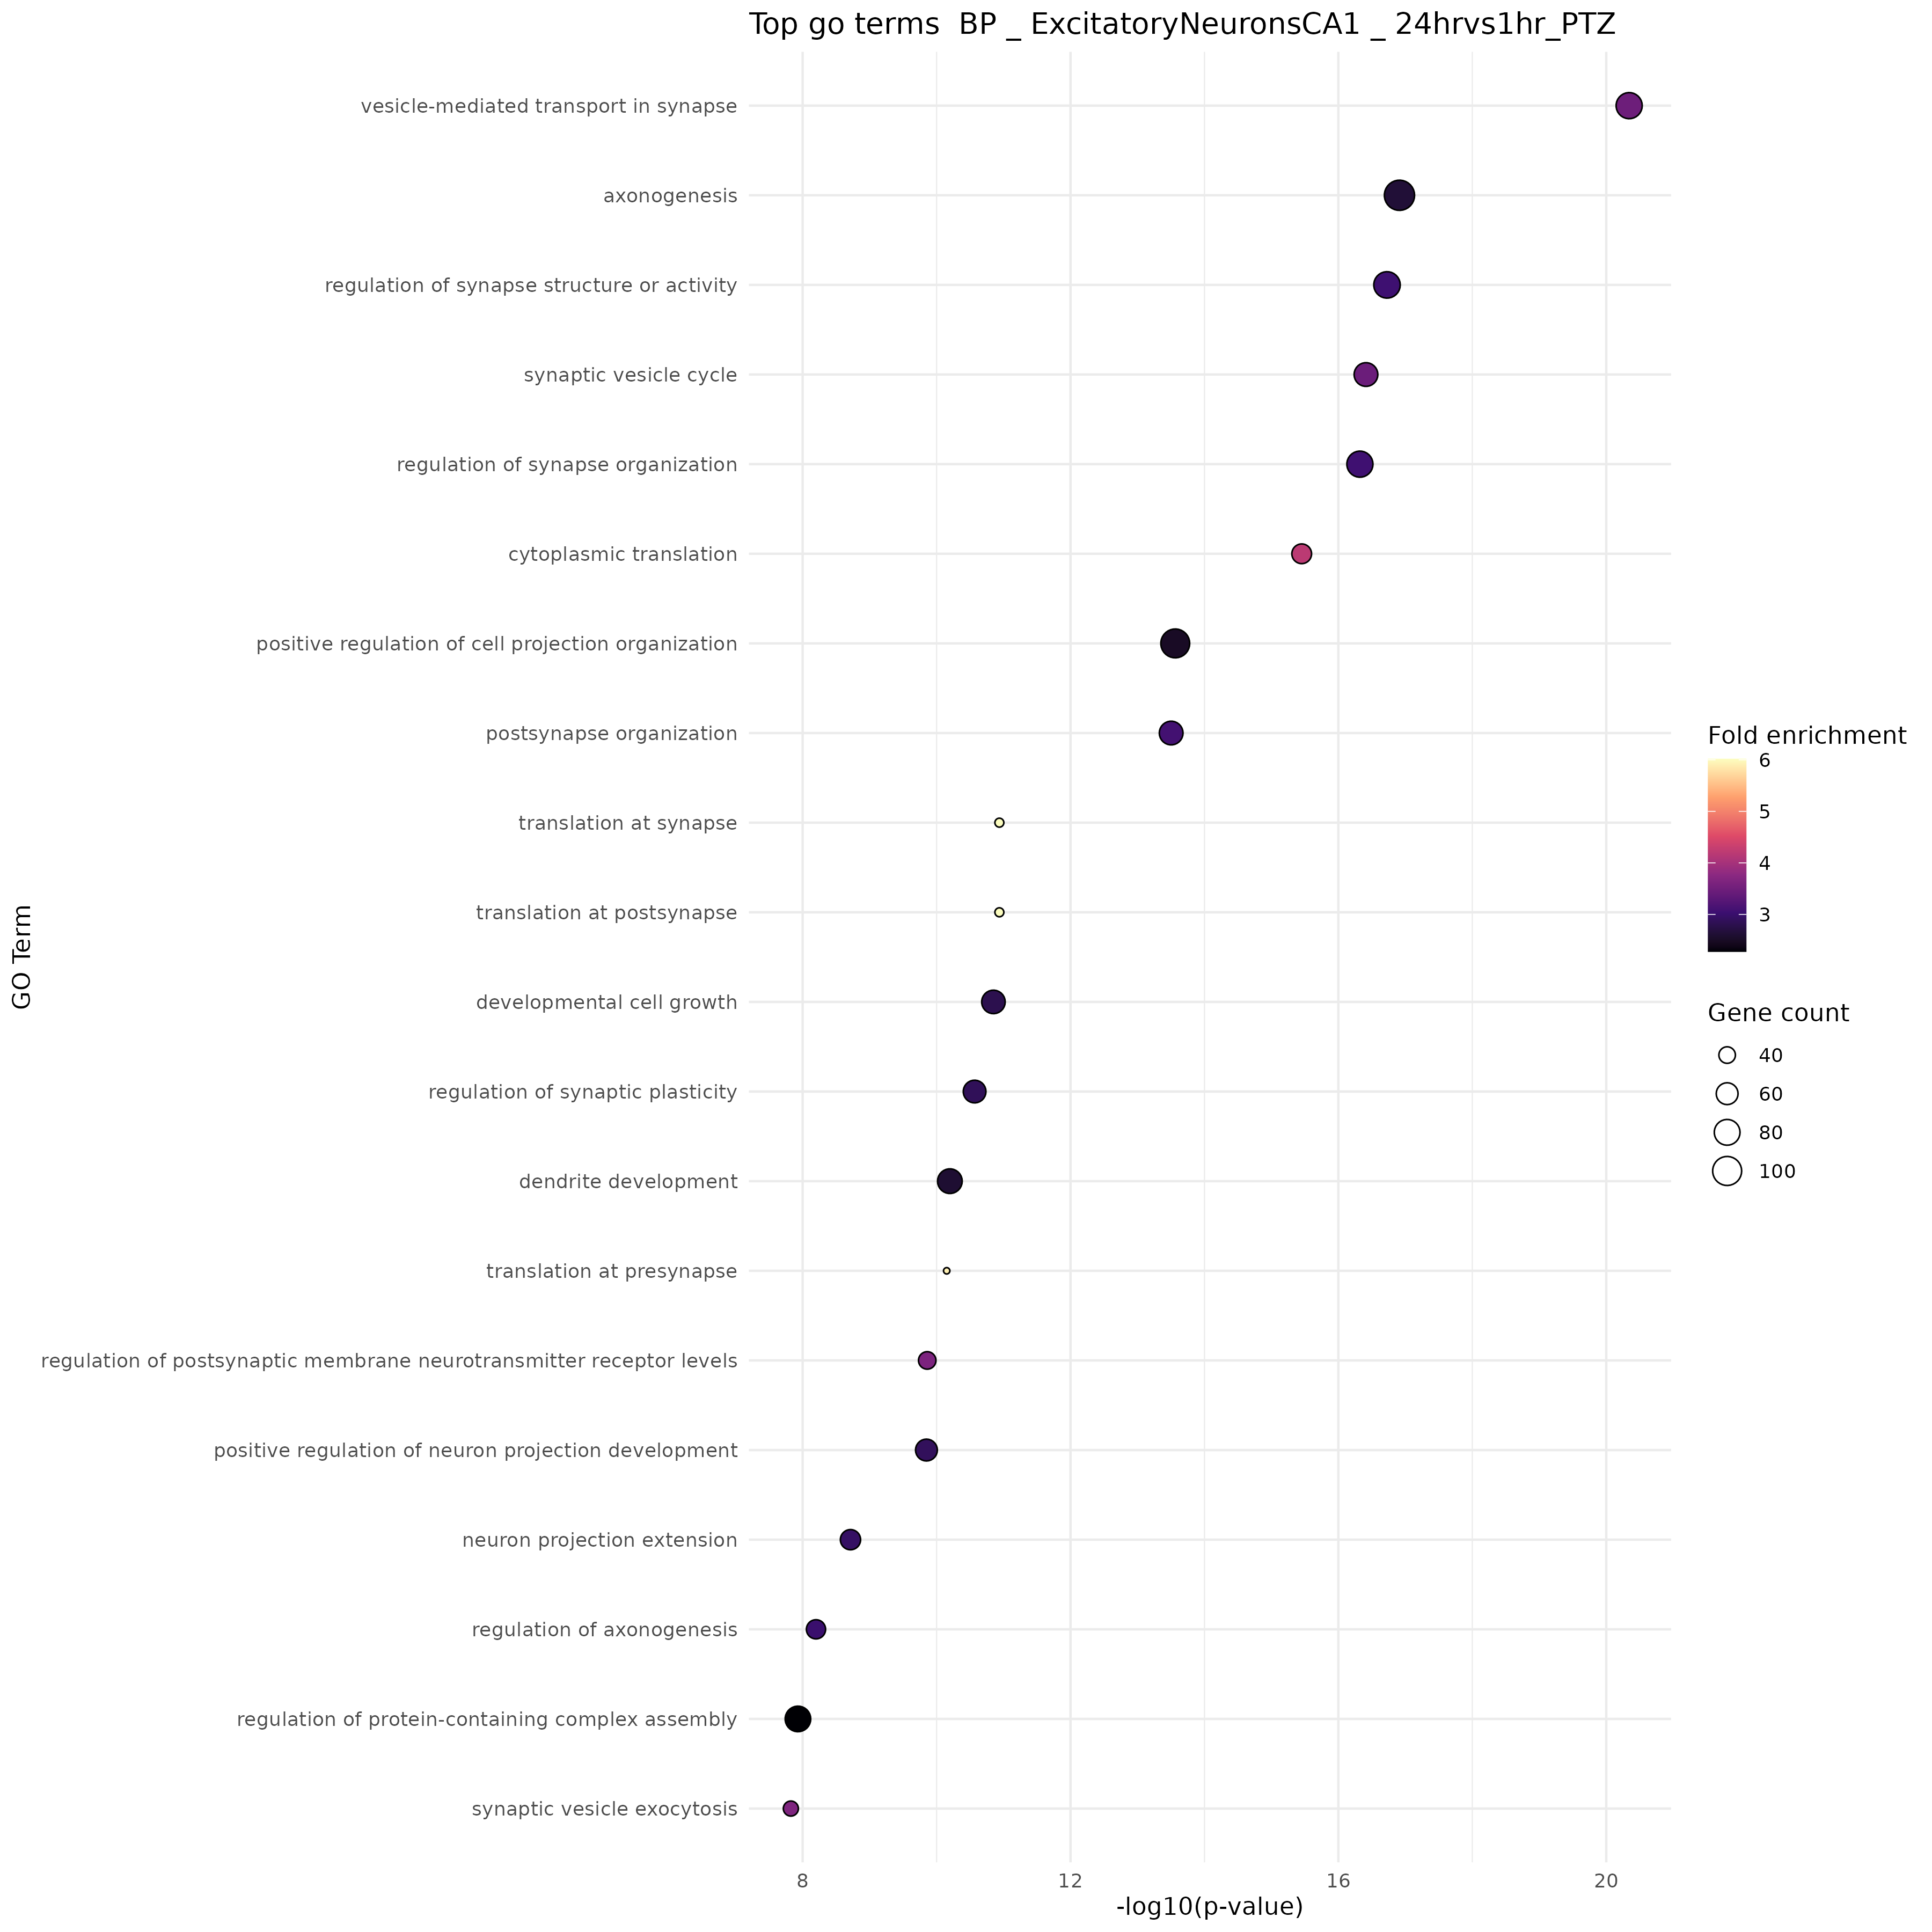 Top go terms  BP _ ExcitatoryNeuronsCA1 _ 24hrvs1hr_PTZ
vesicle-mediated transport in synapse
axonogenesis
regulation of synapse structure or activity
synaptic vesicle cycle
regulation of synapse organization
cytoplasmic translation
positive regulation of cell projection organization
postsynapse organization
translation at synapse
translation at postsynapse
developmental cell growth
regulation of synaptic plasticity
dendrite development
translation at presynapse
regulation of postsynaptic membrane neurotransmitter receptor levels
positive regulation of neuron projection development
neuron projection extension
regulation of axonogenesis
regulation of protein-containing complex assembly
synaptic vesicle exocytosis
GO Term
8 12 16 20
-log10(p-value)
Fold enrichment
6
5
4
3
Gene count
40
60
80
100